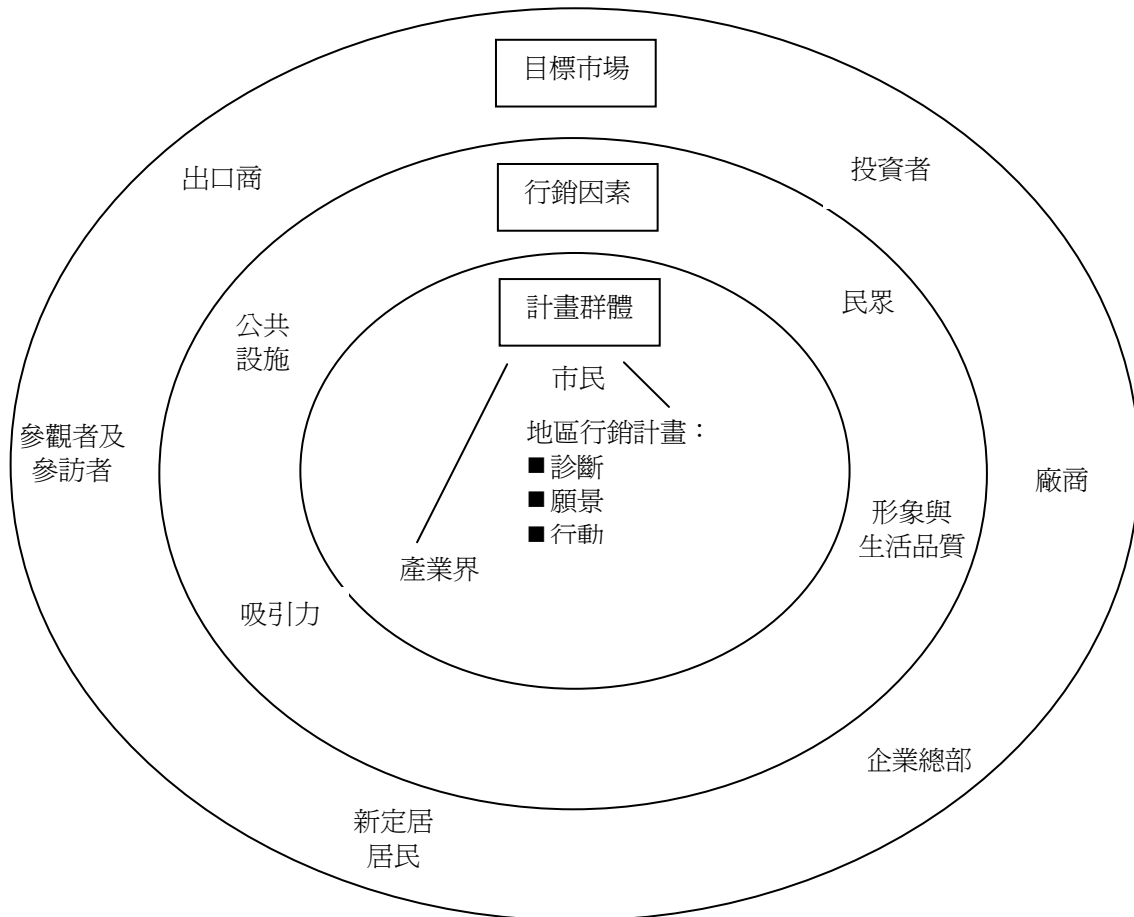 目標市場
出口商
投資者
行銷因素
民眾
計畫群體
公共
設施
市民
參觀者及
參訪者
地區行銷計畫：
■診斷
■願景
■行動
廠商
形象與
生活品質
產業界
吸引力
企業總部
新定居
居民